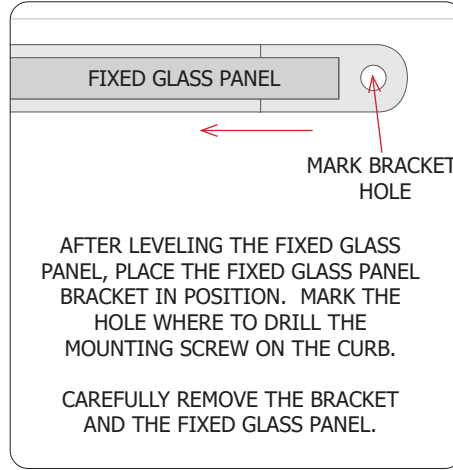 FIXED GLASS PANEL
MARK BRACKET
HOLE
AFTER LEVELING THE FIXED GLASS
PANEL, PLACE THE FIXED GLASS PANEL
BRACKET IN POSITION.  MARK THE
HOLE WHERE TO DRILL THE
MOUNTING SCREW ON THE CURB.
CAREFULLY REMOVE THE BRACKET
AND THE FIXED GLASS PANEL.